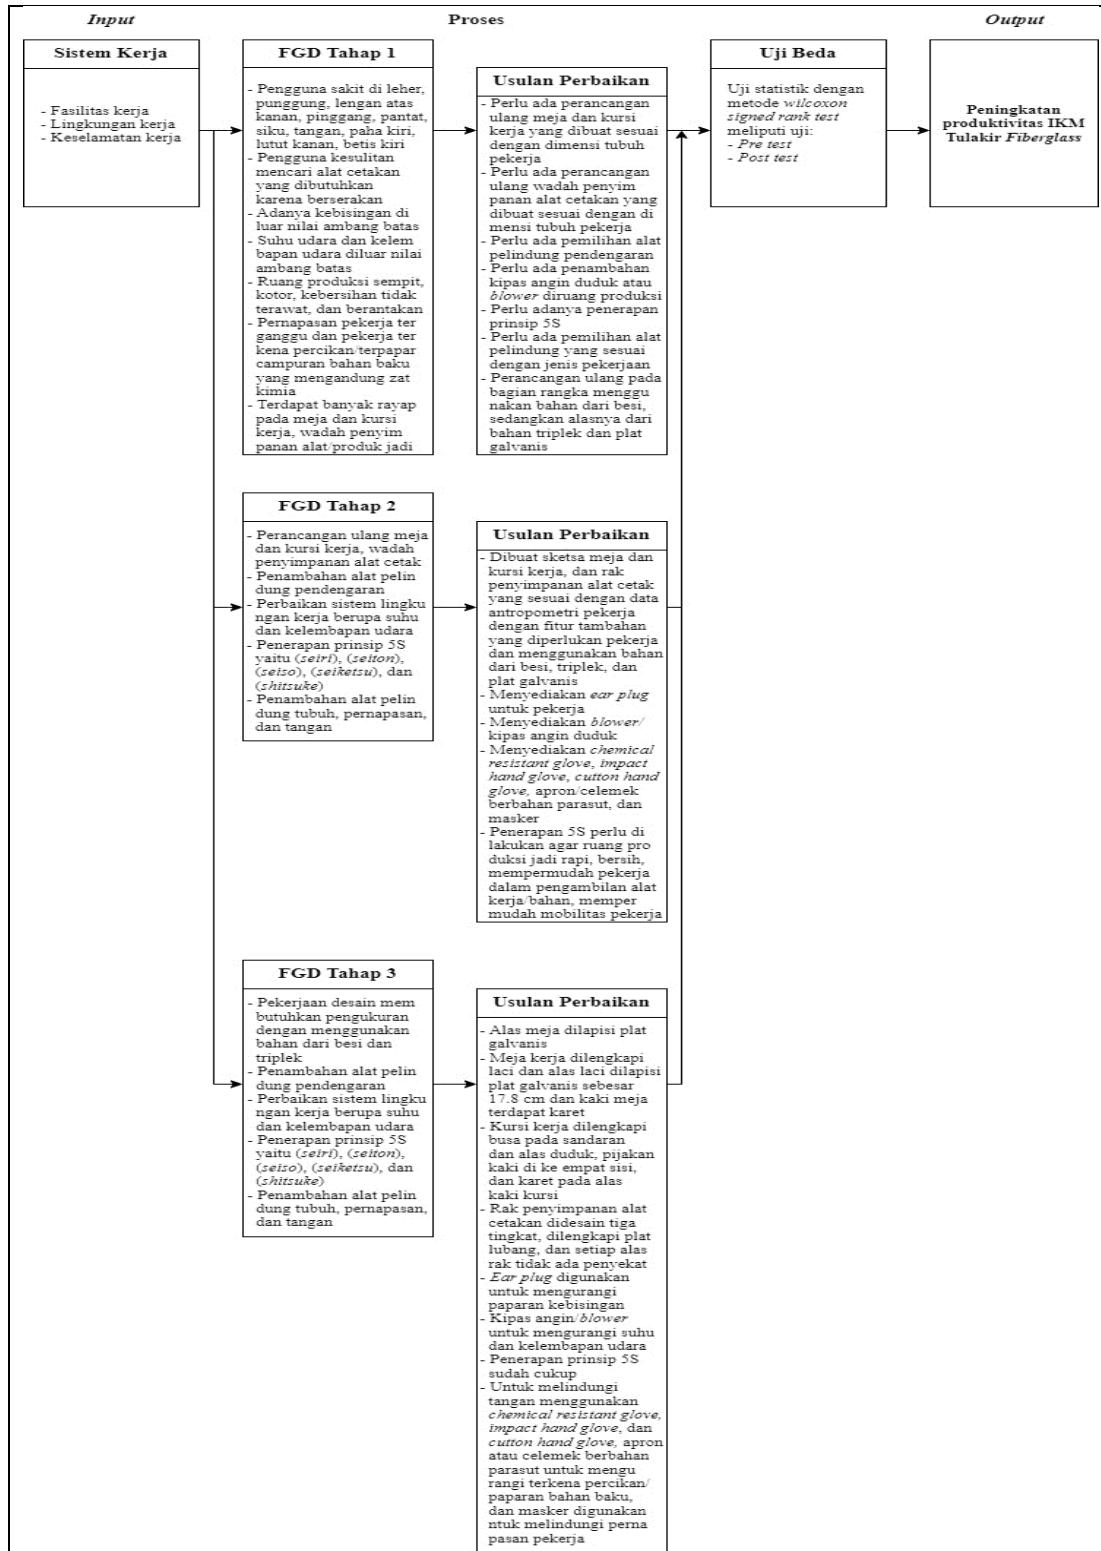 Input
Proses
Output
Sistem Kerja
- Fasilitas kerja
- Lingkungan kerja
- Keselamatan kerja
FGD Tahap 1
- Pengguna sakit di leher,
punggung, lengan atas
kanan, pinggang, pantat,
siku, tangan, paha kiri,
lutut kanan, betis kiri
- Pengguna kesulitan
mencari alat cetakan
yang dibutuhkan
karena berserakan
- Adanya kebisingan di
luar nilai ambang batas
- Suhu udara dan kelem
bapan udara diluar nilai
ambang batas
- Ruang produksi sempit,
kotor, kebersihan tidak
terawat, dan berantakan
- Pernapasan pekerja ter
ganggu dan pekerja ter
kena percikan/terpapar
campuran bahan baku
yang mengandung zat
kimia
- Terdapat banyak rayap
pada meja dan kursi
kerja, wadah penyim
panan alat/produk jadi
Usulan Perbaikan
- Perlu ada perancangan
ulang meja dan kursi
kerja yang dibuat sesuai
dengan dimensi tubuh
pekerja
- Perlu ada perancangan
ulang wadah penyim
panan alat cetakan yang
dibuat sesuai dengan di
mensi tubuh pekerja
- Perlu ada pemilihan alat
pelindung pendengaran
- Perlu ada penambahan
kipas angin duduk atau
blower diruang produksi
- Perlu adanya penerapan
prinsip 5S
- Perlu ada pemilihan alat
pelindung yang sesuai
dengan jenis pekerjaan
- Perancangan ulang pada
bagian rangka menggu
nakan bahan dari besi,
sedangkan alasnya dari
bahan triplek dan plat
galvanis
Uji Beda
Uji statistik dengan
metode wilcoxon
signed rank test
meliputi uji:
- Pre test
- Post test
Peningkatan
produktivitas IKM
Tulakir Fiberglass
FGD Tahap 2
- Perancangan ulang meja
dan kursi kerja, wadah
penyimpanan alat cetak
- Penambahan alat pelin
dung pendengaran
- Perbaikan sistem lingku
ngan kerja berupa suhu
dan kelembapan udara
- Penerapan prinsip 5S
yaitu (seiri), (seiton),
(seiso), (seiketsu), dan
(shitsuke)
- Penambahan alat pelin
dung tubuh, pernapasan,
dan tangan
Usulan Perbaikan
- Dibuat sketsa meja dan
kursi kerja, dan rak
penyimpanan alat cetak
yang sesuai dengan data
antropometri pekerja
dengan fitur tambahan
yang diperlukan pekerja
dan menggunakan bahan
dari besi, triplek, dan
plat galvanis
- Menyediakan ear plug
untuk pekerja
- Menyediakan blower/
kipas angin duduk
- Menyediakan chemical
resistant glove, impact
hand glove, cutton hand
glove, apron/celemek
berbahan parasut, dan
masker
- Penerapan 5S perlu di
lakukan agar ruang pro
duksi jadi rapi, bersih,
mempermudah pekerja
dalam pengambilan alat
kerja/bahan, memper
mudah mobilitas pekerja
FGD Tahap 3
- Pekerjaan desain mem
butuhkan pengukuran
dengan menggunakan
bahan dari besi dan
triplek
- Penambahan alat pelin
dung pendengaran
- Perbaikan sistem lingku
ngan kerja berupa suhu
dan kelembapan udara
- Penerapan prinsip 5S
yaitu (seiri), (seiton),
(seiso), (seiketsu), dan
(shitsuke)
- Penambahan alat pelin
dung tubuh, pernapasan,
dan tangan
Usulan Perbaikan
- Alas meja dilapisi plat
galvanis
- Meja kerja dilengkapi
laci dan alas laci dilapisi
plat galvanis sebesar
17.8 cm dan kaki meja
terdapat karet
- Kursi kerja dilengkapi
busa pada sandaran
dan alas duduk, pijakan
kaki di ke empat sisi,
dan karet pada alas
kaki kursi
- Rak penyimpanan alat
cetakan didesain tiga
tingkat, dilengkapi plat
lubang, dan setiap alas
rak tidak ada penyekat
- Ear plug digunakan
untuk mengurangi
paparan kebisingan
- Kipas angin/blower
untuk mengurangi suhu
dan kelembapan udara
- Penerapan prinsip 5S
sudah cukup
- Untuk melindungi
tangan menggunakan
chemical resistant glove,
impact hand glove, dan
cutton hand glove, apron
atau celemek berbahan
parasut untuk mengu
rangi terkena percikan/
paparan bahan baku,
dan masker digunakan
ntuk melindungi perna
pasan pekerja